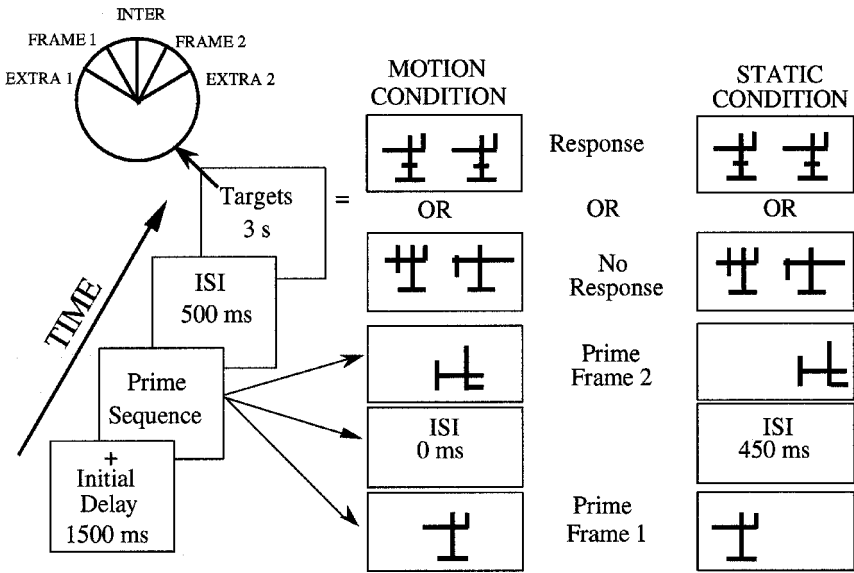 INTER
FRAME 1
FRAME 2
EXTRA 1
EXTRA 2
MOTION
CONDITION
STATIC
CONDITION
Response
Targets
3 s
=
OR
OR
OR
ISI
500 ms
No
Response
TIME
Prime
Sequence
Prime
Frame 2
ISI
0 ms
ISI
450 ms
+
Initial
Delay
1500 ms
Prime
Frame 1